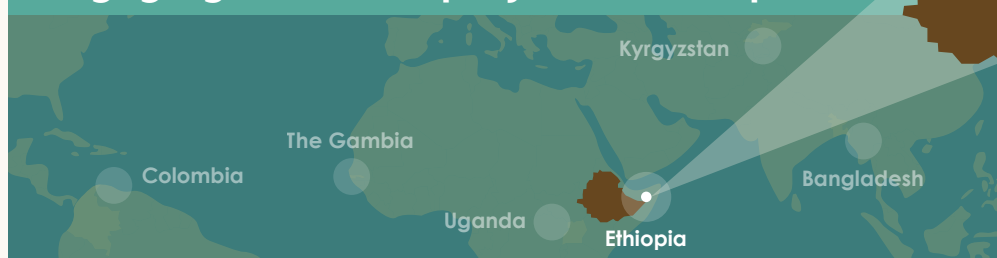 Kyrgyzstan
The Gambia
Colombia
Bangladesh
Uganda
Ethiopia